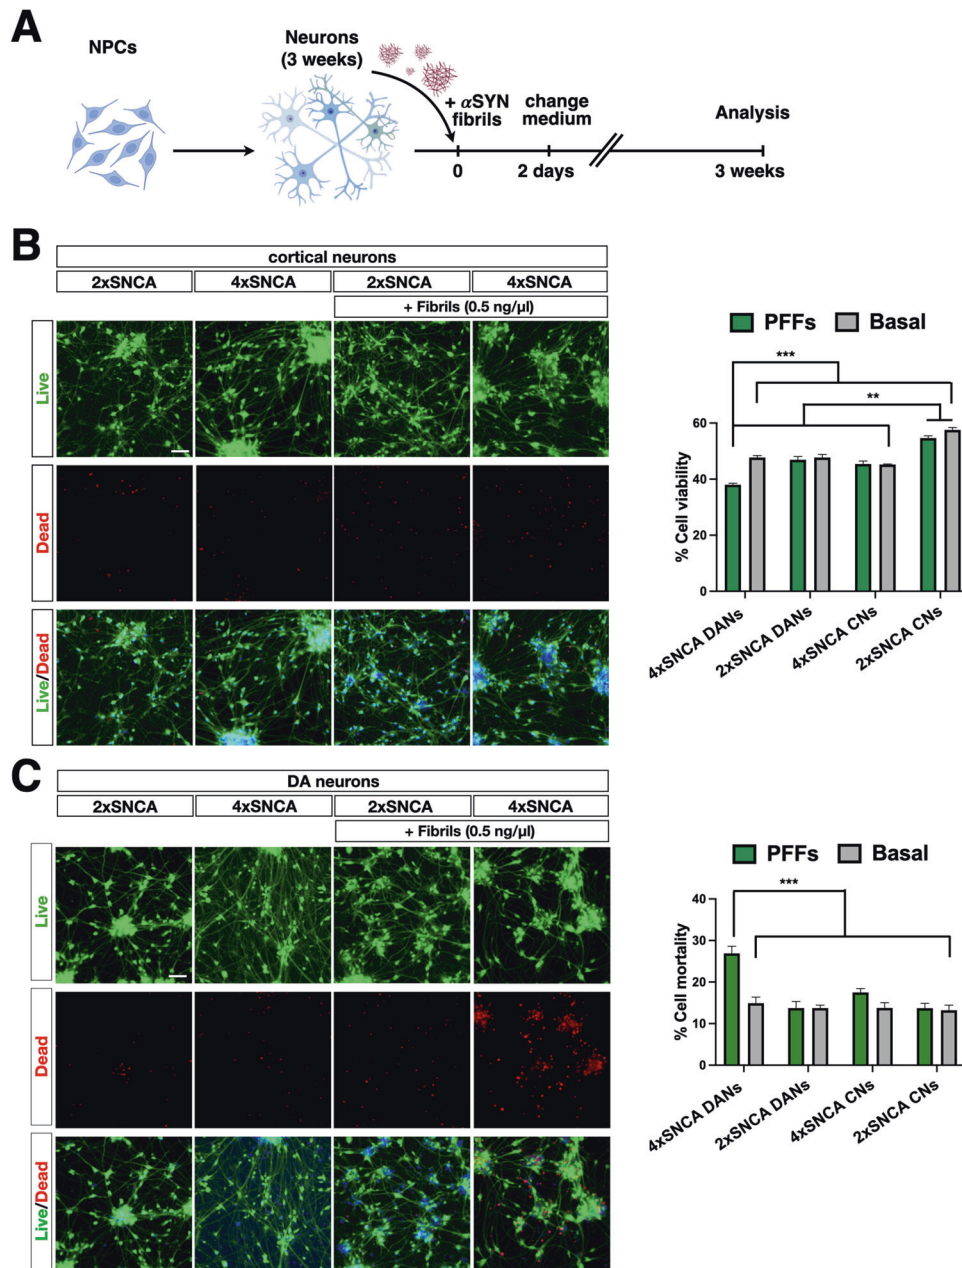 A
NPCs
Neurons
(3 weeks)
+ αSYN
fibrils
change
medium
Analysis
0
2 days
3 weeks
B
cortical neurons
2xSNCA
4xSNCA
2xSNCA
4xSNCA
+ Fibrils (0.5 ng/µl)
Live
Dead
Live/Dead
PFFs
Basal
***
**
% Cell viability
60
40
20
0
4xSNCA DANs
2xSNCA DANs
4xSNCA CNs
2xSNCA CNs
C
DA neurons
2xSNCA
4xSNCA
2xSNCA
4xSNCA
+ Fibrils (0.5 ng/µl)
Live
Dead
Live/Dead
PFFs
Basal
***
% Cell mortality
40
30
20
10
0
4xSNCA DANs
2xSNCA DANs
4xSNCA CNs
2xSNCA CNs